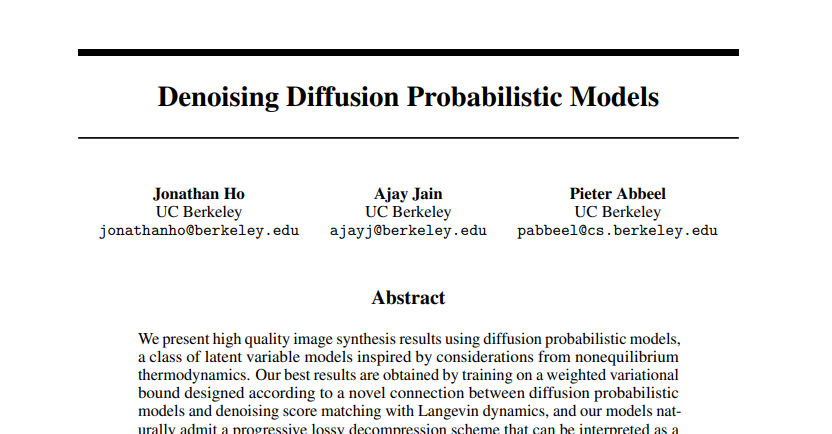 Denoising Diffusion Probabilistic Models
Jonathan Ho
UC Berkeley
jonathanho@berkeley.edu
Ajay Jain
UC Berkeley
ajayj@berkeley.edu
Pieter Abbeel
UC Berkeley
pabbeel@cs.berkeley.edu
Abstract
We present high quality image synthesis results using diffusion probabilistic models,
a class of latent variable models inspired by considerations from nonequilibrium
thermodynamics. Our best results are obtained by training on a weighted variational
bound designed according to a novel connection between diffusion probabilistic
models and denoising score matching with Langevin dynamics, and our models nat-
urally admit a progressive lossy decompression scheme that can be interpreted as a